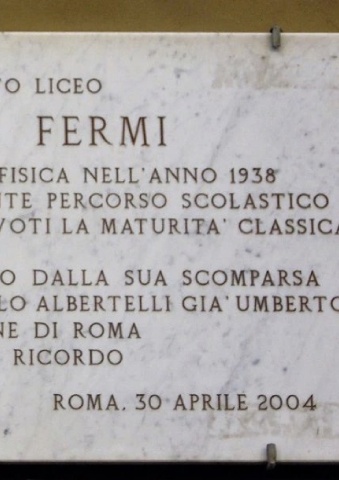 O LICEO
FERMI
FISICA NELL'ANNO 1938
NTE PERCORSO SCOLASTICO
VOTI LA MATURITA' CLASSICA
O DALLA SUA SCOMPARSA
LO ALBERTELLI GIA' UMBERTO
NE DI ROMA
RICORDO
ROMA, 30 APRILE 2004